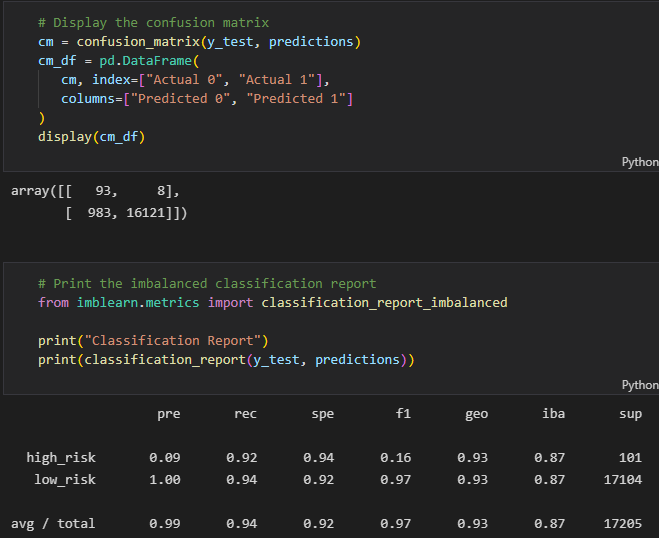 # Display the confusion matrix
cm = confusion_matrix(y_test, predictions)
cm_df = pd.DataFrame(
cm, index=["Actual 0", "Actual 1"],
columns=["Predicted 0", "Predicted 1"]
)
display(cm_df)
Python
array([[   93,     8],
[  983, 16121]])
# Print the imbalanced classification report
from imblearn.metrics import classification_report_imbalanced
print("Classification Report")
print(classification_report(y_test, predictions))
Python
pre rec spe f1 geo iba sup
high_risk 0.09 0.92 0.94 0.16 0.93 0.87 101
low_risk 1.00 0.94 0.92 0.97 0.93 0.87 17104
avg / total 0.99 0.94 0.92 0.97 0.93 0.87 17205